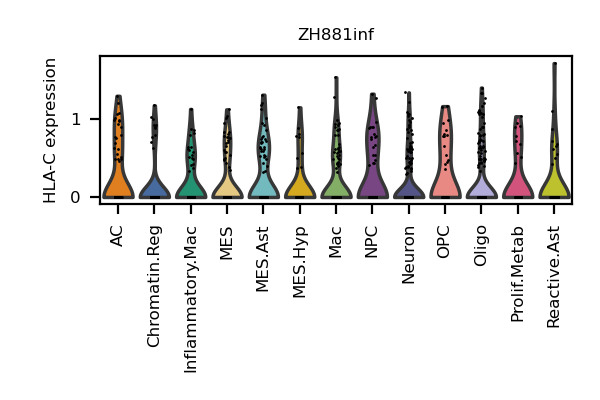 ZH881inf
HLA-C expression
1
0
AC
Chromatin.Reg
Inflammatory.Mac
MES
MES.Ast
MES.Hyp
Mac
NPC
Neuron
OPC
Oligo
Prolif.Metab
Reactive.Ast